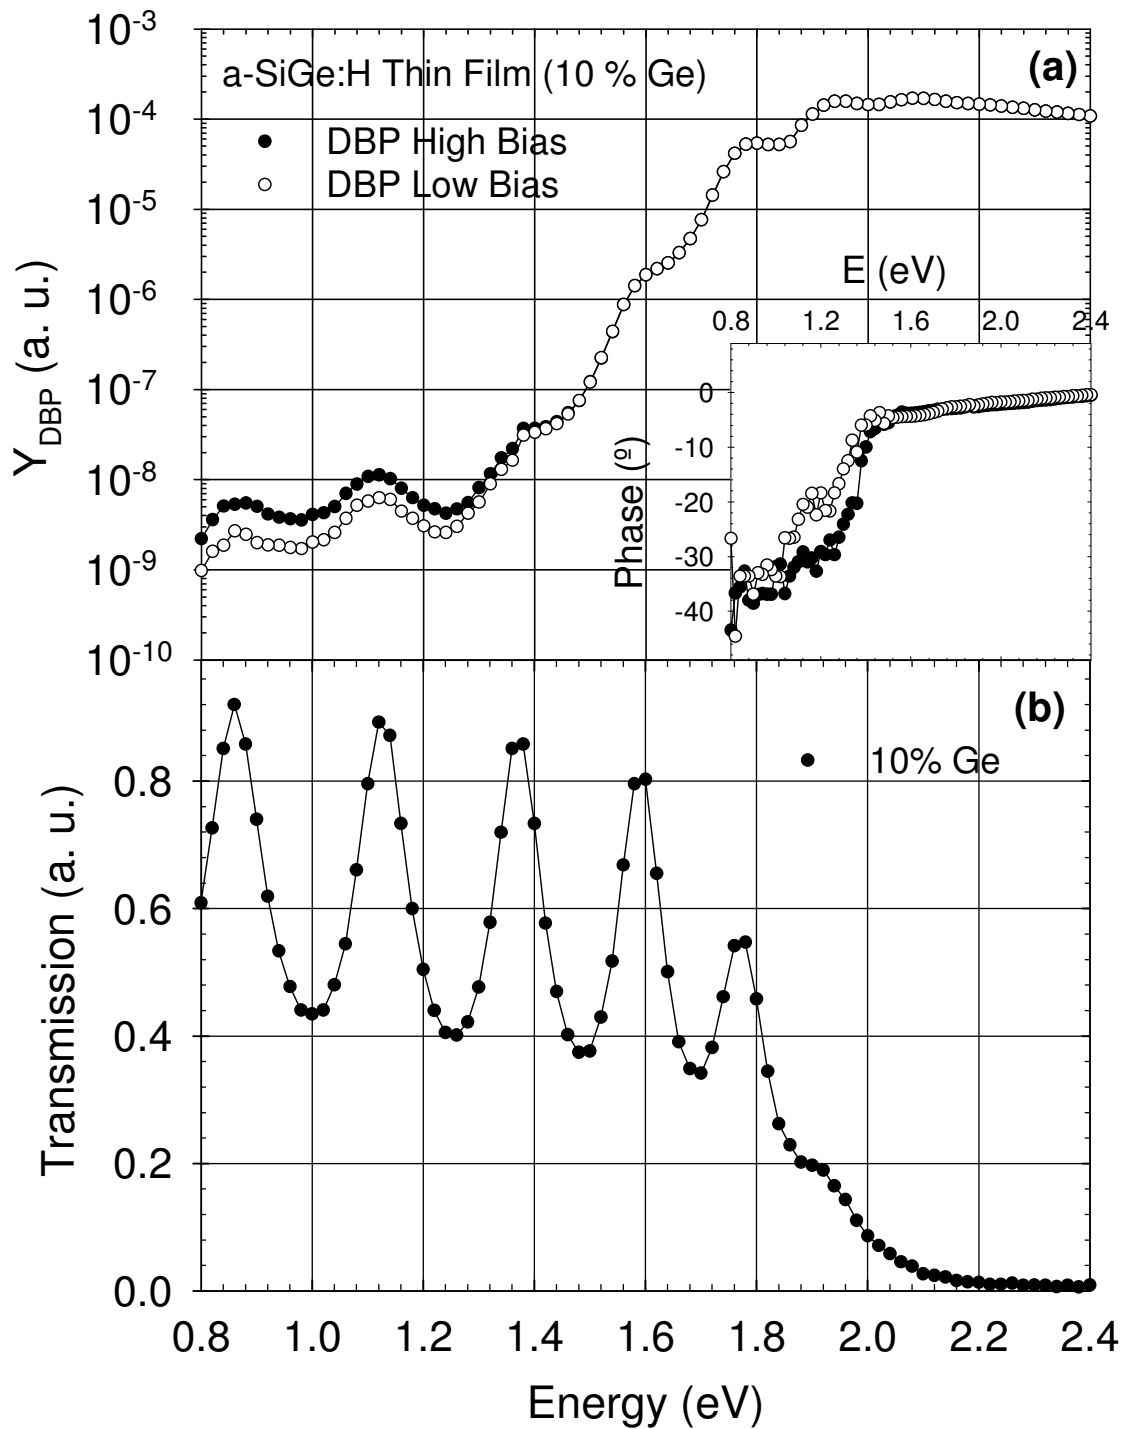 10-3
a-SiGe:H Thin Film (10 % Ge)
(a)
10-4
DBP High Bias
DBP Low Bias
10-5
10-6
10-7
10-8
10-9
10-10
YDBP (a. u.)
E (eV)
0.8 1.2 1.6 2.0 2.4
0
-10
-20
-30
-40
Phase (º)
(b)
10% Ge
0.8
0.6
0.4
0.2
0.0
Transmission (a. u.)
0.8 1.0 1.2 1.4 1.6 1.8 2.0 2.2 2.4
Energy (eV)